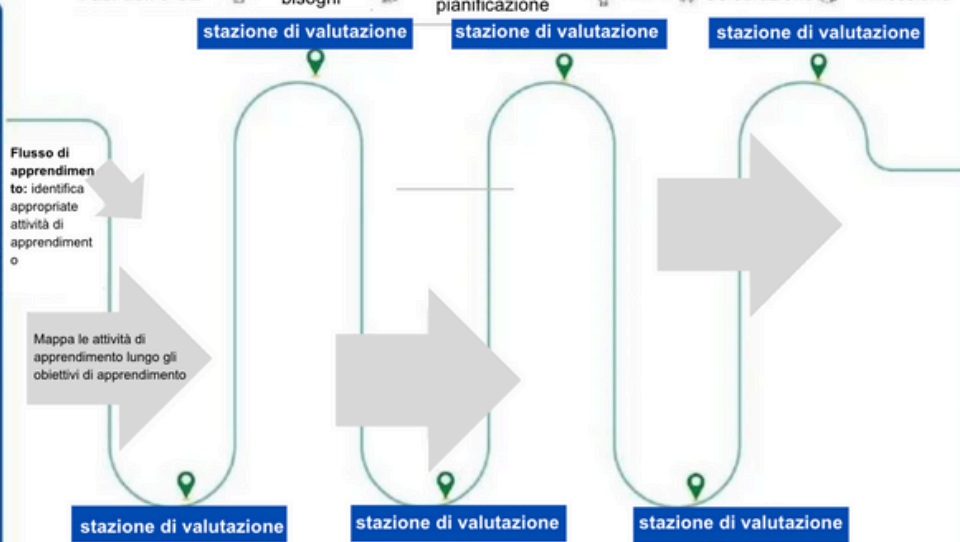 bisogni
pianificazione
stazione di valutazione
stazione di valutazione
stazione di valutazione
Flusso di
apprendimen
to: identifica
appropriate
attività di
apprendiment
o
Mappa le attività di
apprendimento lungo gli
obiettivi di apprendimento
stazione di valutazione
stazione di valutazione
stazione di valutazione